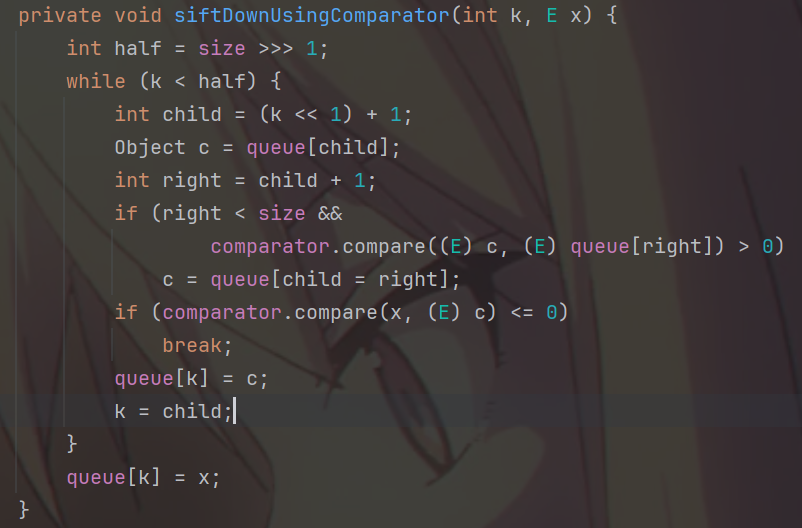 private void siftDownUsingComparator(int k, E x) {
    int half = size >>> 1;
    while (k < half) {
        int child = (k << 1) + 1;
        Object c = queue[child];
        int right = child + 1;
        if (right < size &&
                comparator.compare((E) c, (E) queue[right]) > 0)
            c = queue[child = right];
        if (comparator.compare(x, (E) c) <= 0)
            break;
        queue[k] = c;
        k = child;
    }
    queue[k] = x;
}